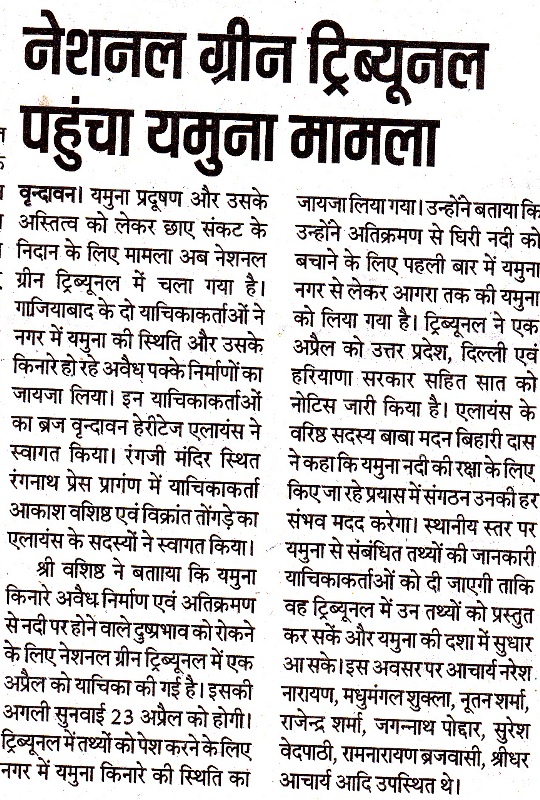 नेशनल ग्रीन ट्रिब्यूनल
पहुंचा यमुना मामला
वृन्दावन। यमुना प्रदूषण और उसके
अस्तित्व को लेकर छाए संकट के
निदान के लिए मामला अब नेशनल
ग्रीन ट्रिब्यूनल में चला गया है।
गाजियाबाद के दो याचिकाकर्ताओं ने
नगर में यमुना की स्थिति और उसके
किनारे हो रहे अवैध पक्के निर्माणों का
जायजा लिया। इन याचिकाकर्ताओं
का ब्रज वृन्दावन हेरीटेज एलायंस ने
स्वागत किया। रंगजी मंदिर स्थित
रंगनाथ प्रेस प्रागंण में याचिकाकर्ता
आकाश वशिष्ठ एवं विक्रांत तोंगड़े का
एलायंस के सदस्यों ने स्वागत किया।
श्री वशिष्ठ ने बतााया कि यमुना
किनारे अवैध निर्माण एवं अतिक्रमण
से नदी पर होने वाले दुष्प्रभाव को रोकने
के लिए नेशनल ग्रीन ट्रिब्यूनल में एक
अप्रैल को याचिका की गई है। इसकी
अगली सुनवाई 23 अप्रैल को होगी।
ट्रिब्यूनल में तथ्यों को पेश करने के लिए
नगर में यमुना किनारे की स्थिति का
जायजा लिया गया। उन्होंने बताया कि
उन्होंने अतिक्रमण से घिरी नदी को
बचाने के लिए पहली बार में यमुना
नगर से लेकर आगरा तक की यमुना
को लिया गया है। ट्रिब्यूनल ने एक
अप्रैल को उत्तर प्रदेश, दिल्ली एवं
हरियाणा सरकार सहित सात को
नोटिस जारी किया है। एलायंस के
वरिष्ठ सदस्य बाबा मदन बिहारी दास
ने कहा कि यमुना नदी की रक्षा के लिए
किए जा रहे प्रयास में संगठन उनकी हर
संभव मदद करेगा। स्थानीय स्तर पर
यमुना से संबंधित तथ्यों की जानकारी
याचिकाकर्ताओं को दी जाएगी ताकि
वह ट्रिब्यूनल में उन तथ्यों को प्रस्तुत
कर सकें और यमुना की दशा में सुधार
आ सके। इस अवसर पर आचार्य नरेश
नारायण, मधुमंगल शुक्ला, नूतन शर्मा,
राजेन्द्र शर्मा, जगन्नाथ पोद्दार, सुरेश
वेदपाठी, रामनारायण ब्रजवासी, श्रीधर
आचार्य आदि उपस्थित थे।